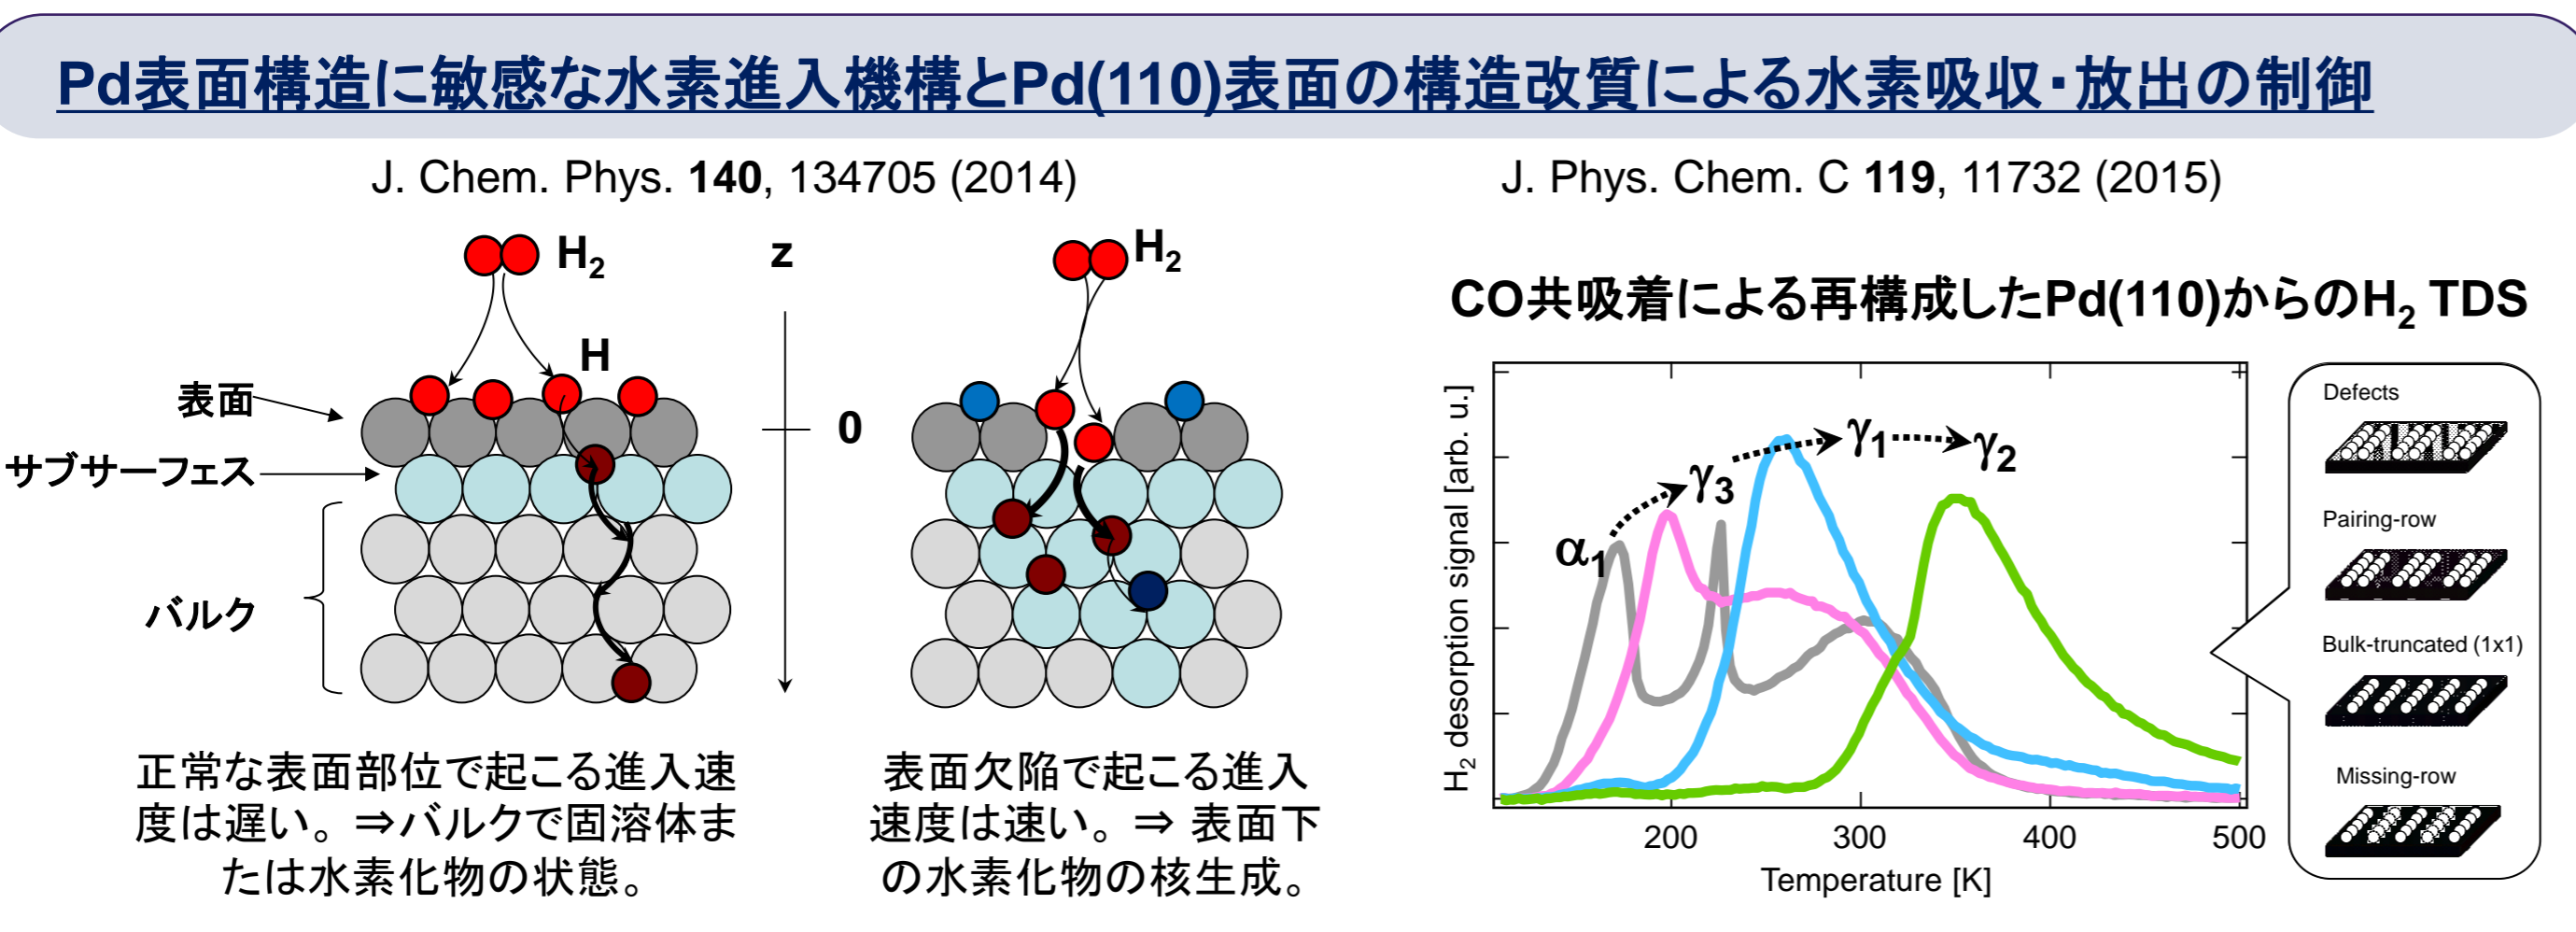 Pd表面構造に敏感な水素進入機構とPd(110)表面の構造改質による水素吸収・放出の制御
J. Chem. Phys. 140, 134705 (2014)
H₂
z
H₂
H
表面
0
サブサーフェス
バルク
正常な表面部位で起こる進入速
度は遅い。⇒バルクで固溶体ま
たは水素化物の状態。
表面欠陥で起こる進入
速度は速い。⇒ 表面下
の水素化物の核生成。
J. Phys. Chem. C 119, 11732 (2015)
CO共吸着による再構成したPd(110)からのH₂ TDS
H₂ desorption signal [arb. u.]
α₁
γ₃
γ₁
γ₂
200
300
400
500
Temperature [K]
Defects
Pairing-row
Bulk-truncated (1x1)
Missing-row